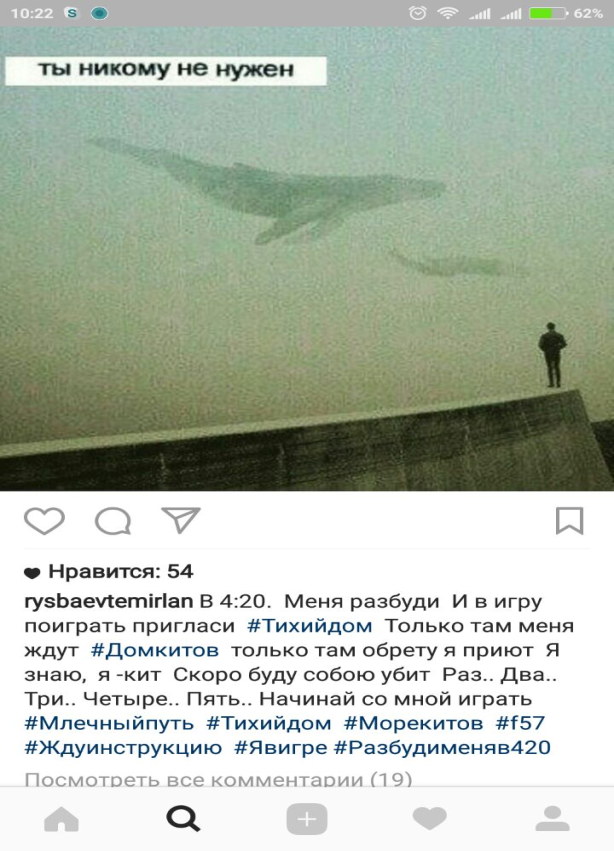 10:22
62%
ты никому не нужен
Нравится: 54
rysbaevtemirlan В 4:20. Меня разбуди И в игру
поиграть пригласи #Тихийдом Только там меня
ждут #Домкитов только там обрету я приют Я
знаю, я -кит Скоро буду собою убит Раз.. Два..
Три.. Четыре.. Пять.. Начинай со мной играть
#Млечныйпуть #Тихийдом #Морекитов #f57
#Ждуинструкцию #Явигре #Разбудименяв420
Посмотреть все комментарии (19)